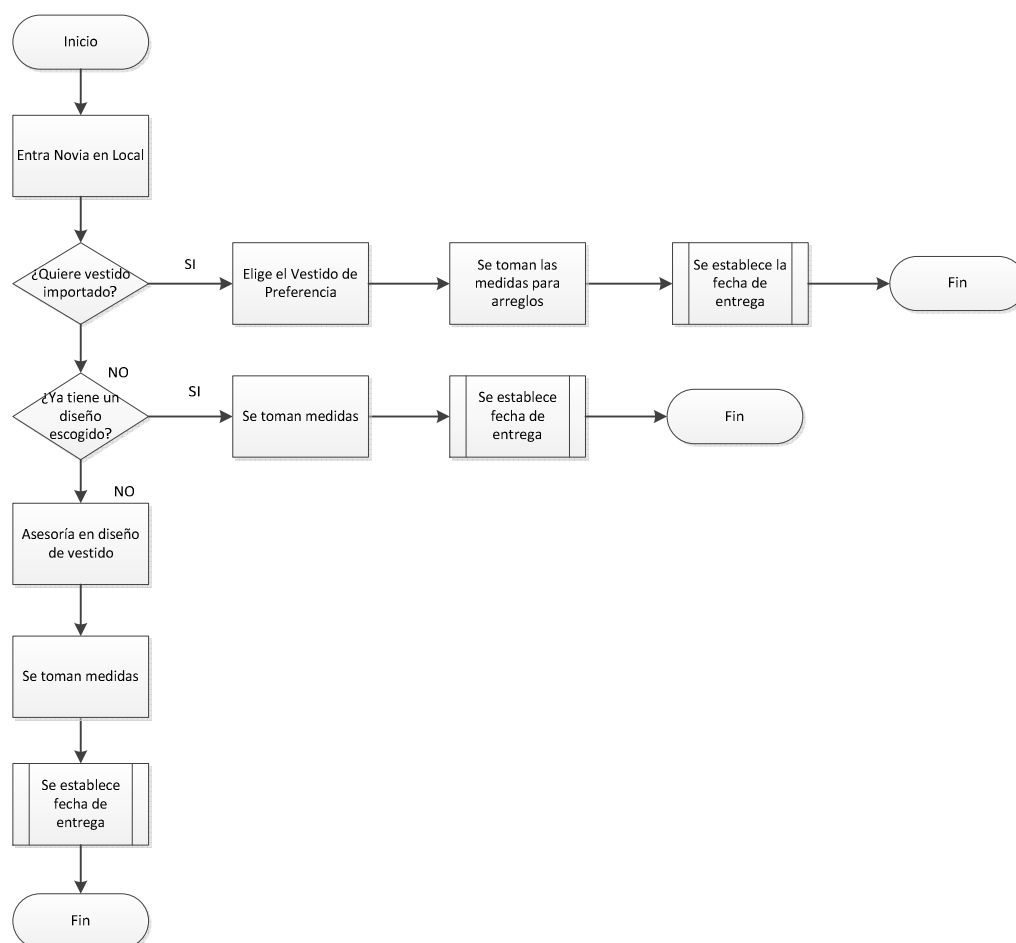 Inicio
Entra Novia en Local
¿Quiere vestido
importado?
SI
Elige el Vestido de
Preferencia
Se toman las
medidas para
arreglos
Se establece la
fecha de
entrega
Fin
NO
¿Ya tiene un
diseño
escogido?
SI
Se toman medidas
Se establece
fecha de
entrega
Fin
NO
Asesoría en diseño
de vestido
Se toman medidas
Se establece
fecha de
entrega
Fin